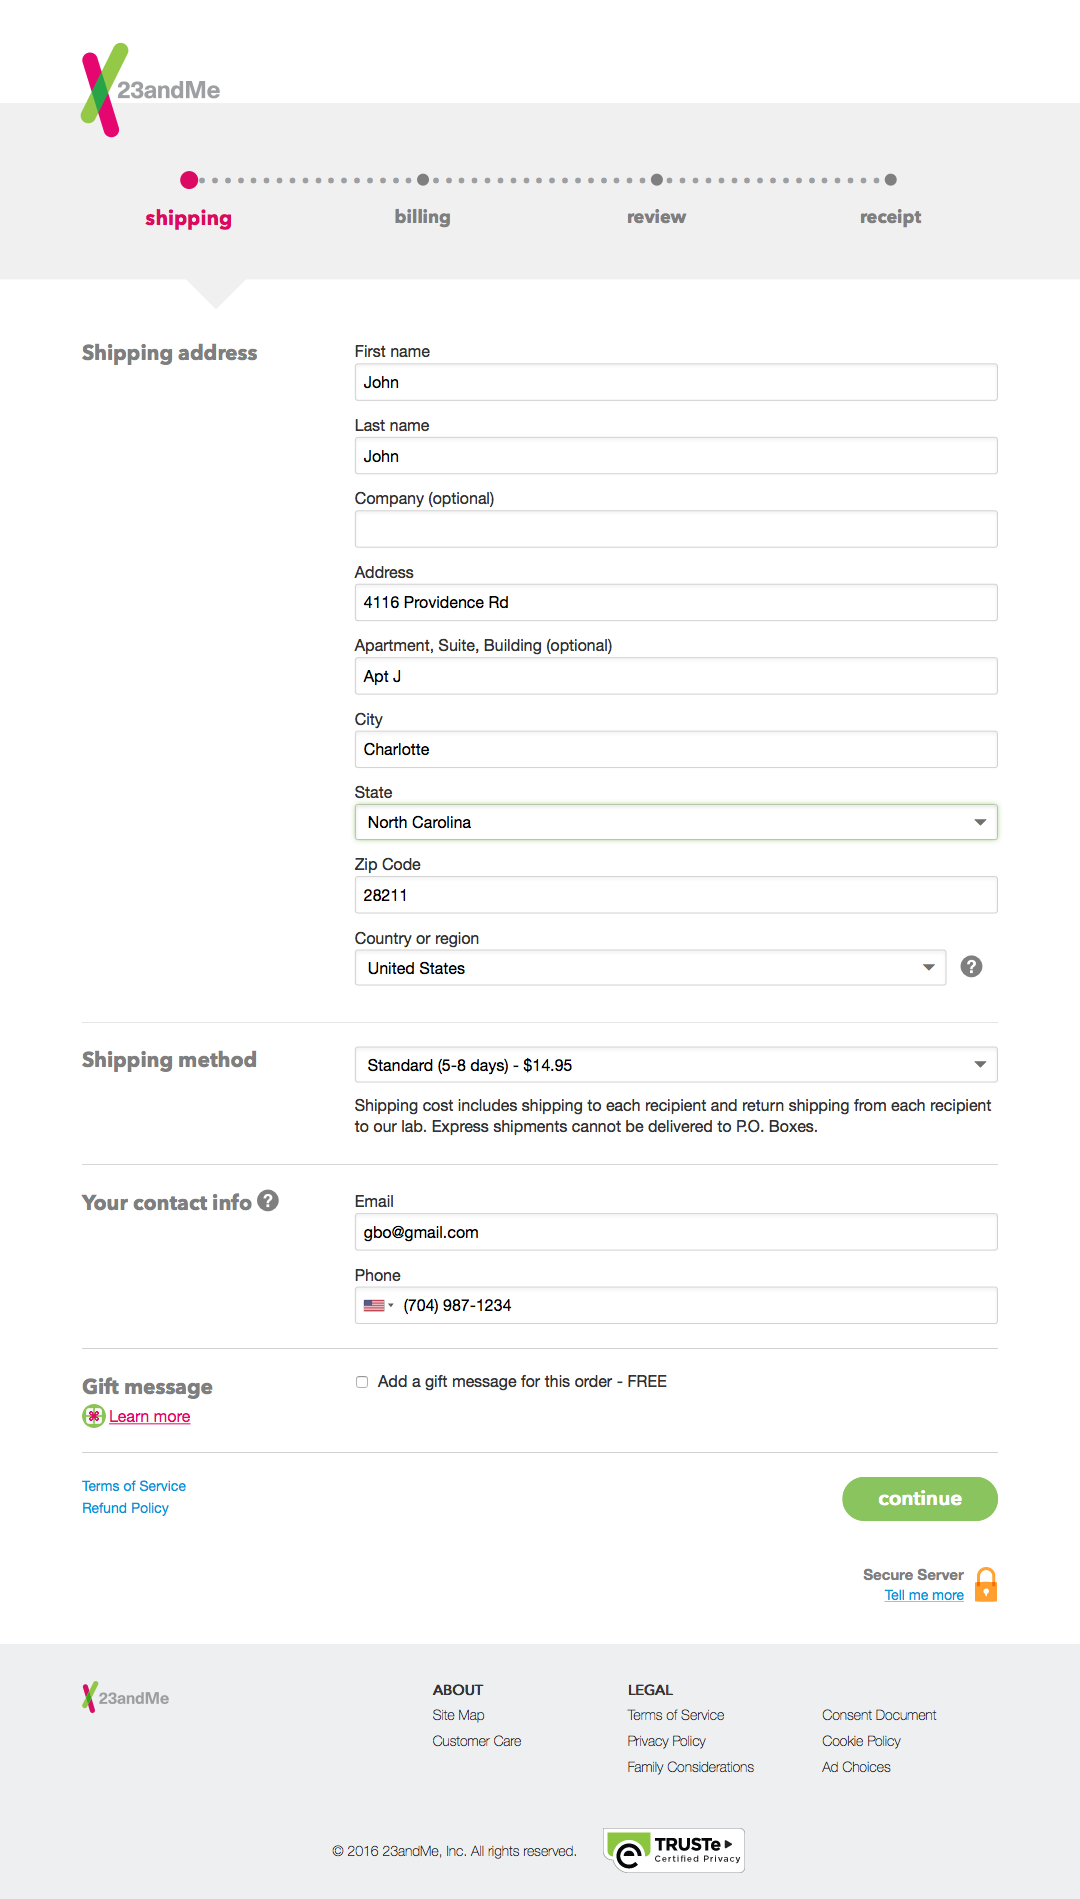 23andMe
shipping
billing
review
receipt
Shipping address
First name
John
Last name
John
Company (optional)
Address
4116 Providence Rd
Apartment, Suite, Building (optional)
Apt J
City
Charlotte
State
North Carolina
Zip Code
28211
Country or region
United States
?
Shipping method
Standard (5-8 days) - $14.95
Shipping cost includes shipping to each recipient and return shipping from each recipient
to our lab. Express shipments cannot be delivered to P.O. Boxes.
Your contact info ?
Email
gbo@gmail.com
Phone
(704) 987-1234
Gift message
Learn more
Add a gift message for this order - FREE
Terms of Service
Refund Policy
continue
Secure Server
Tell me more
23andMe
ABOUT
Site Map
Customer Care
LEGAL
Terms of Service
Privacy Policy
Family Considerations
Consent Document
Cookie Policy
Ad Choices
© 2016 23andMe, Inc. All rights reserved.
e
TRUSTe
Certified Privacy